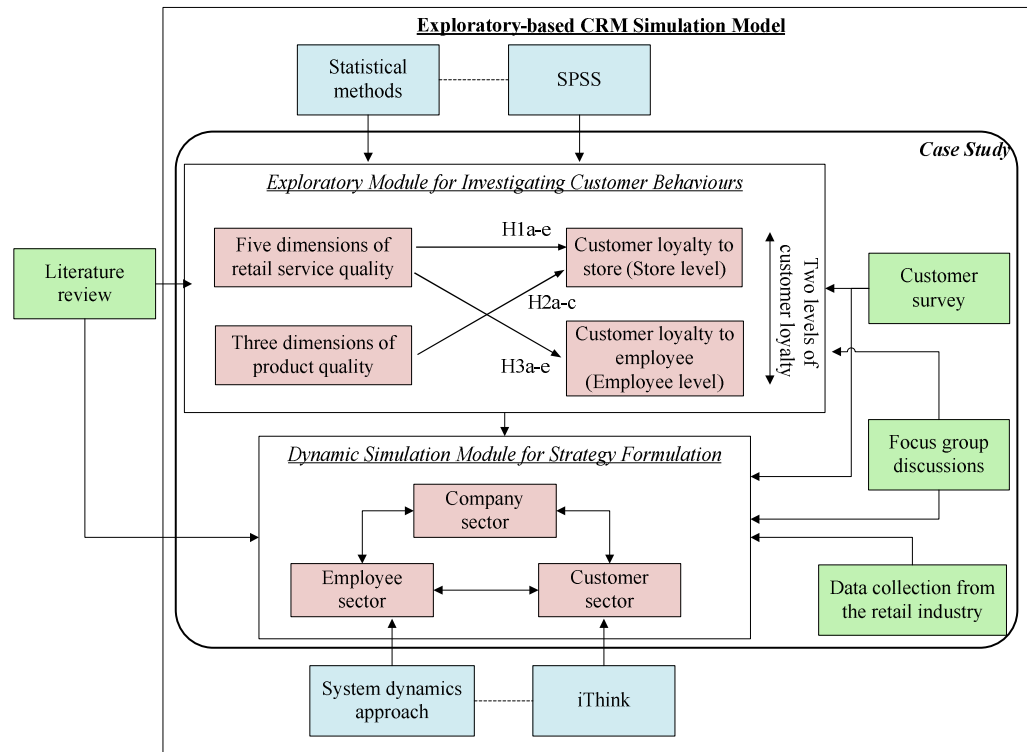 Exploratory-based CRM Simulation Model
Statistical
methods
SPSS
Case Study
Exploratory Module for Investigating Customer Behaviours
Five dimensions of
retail service quality
H1a-e
Customer loyalty to
store (Store level)
Two levels of
customer loyalty
Literature
review
Customer
survey
H2a-c
Three dimensions of
product quality
H3a-e
Customer loyalty to
employee
(Employee level)
Focus group
discussions
Dynamic Simulation Module for Strategy Formulation
Company
sector
Employee
sector
Customer
sector
Data collection from
the retail industry
System dynamics
approach
iThink